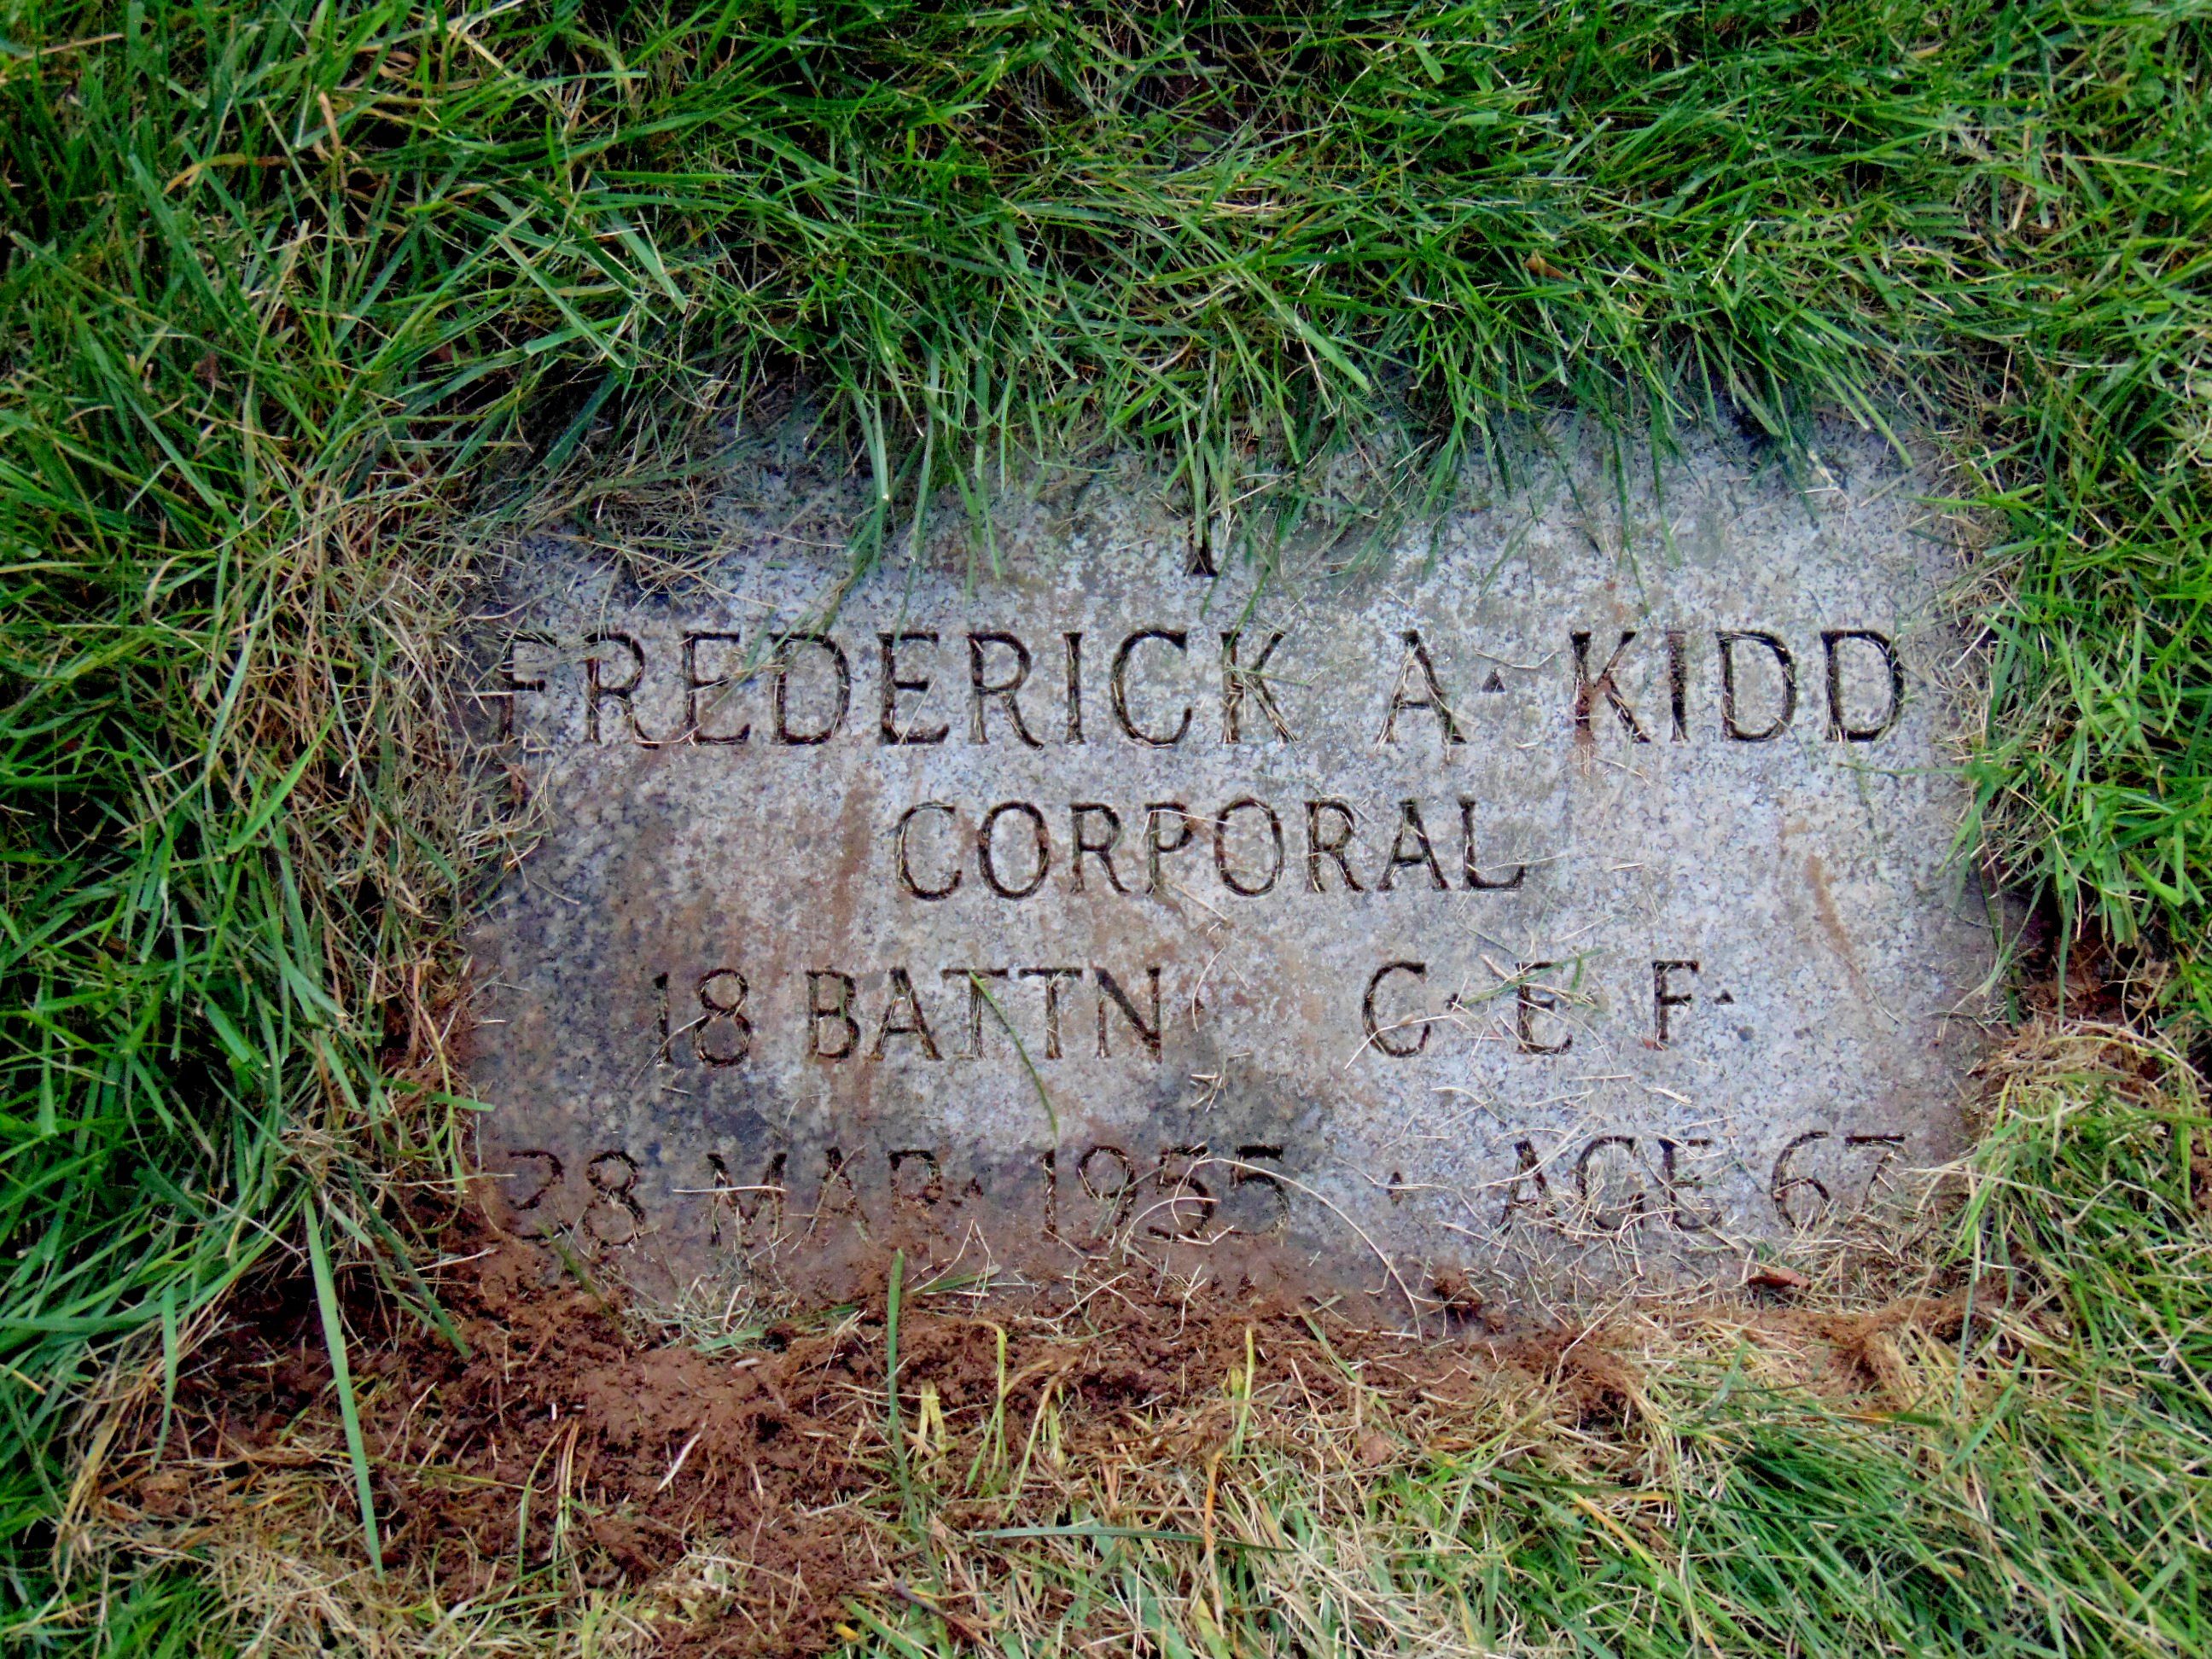 FREDERICK A. KIDD
CORPORAL
18 BATTN. C.E.F.
28 MAR. 1955 . AGE 67